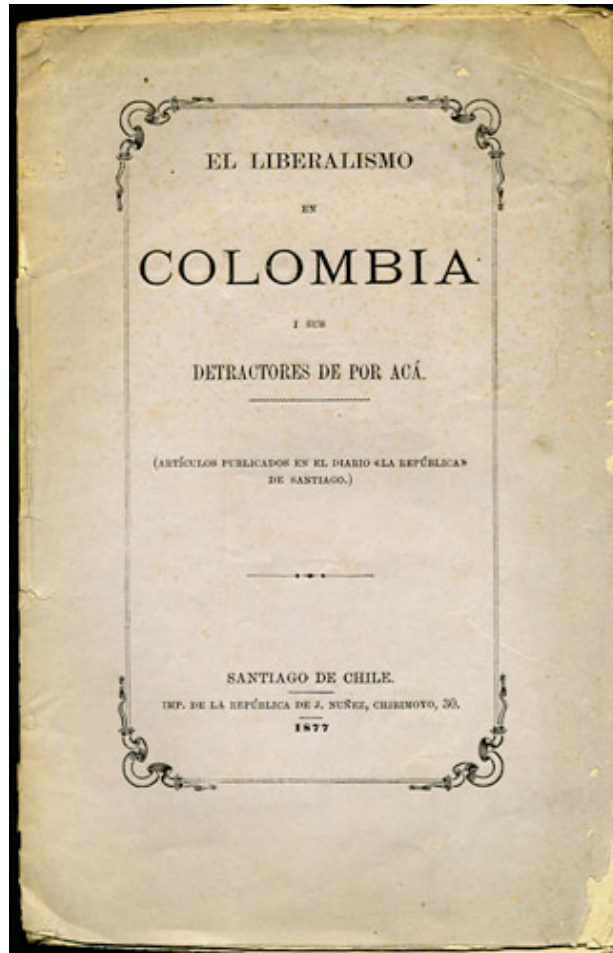 EL LIBERALISMO
EN
COLOMBIA
I SUS
DETRACTORES DE POR ACÁ.
(ARTÍCULOS PUBLICADOS EN EL DIARIO «LA REPÚBLICA»
DE SANTIAGO.)
SANTIAGO DE CHILE.
IMP. DE LA REPÚBLICA DE J. NUÑEZ, CHIRIMOYO, 30.
1877